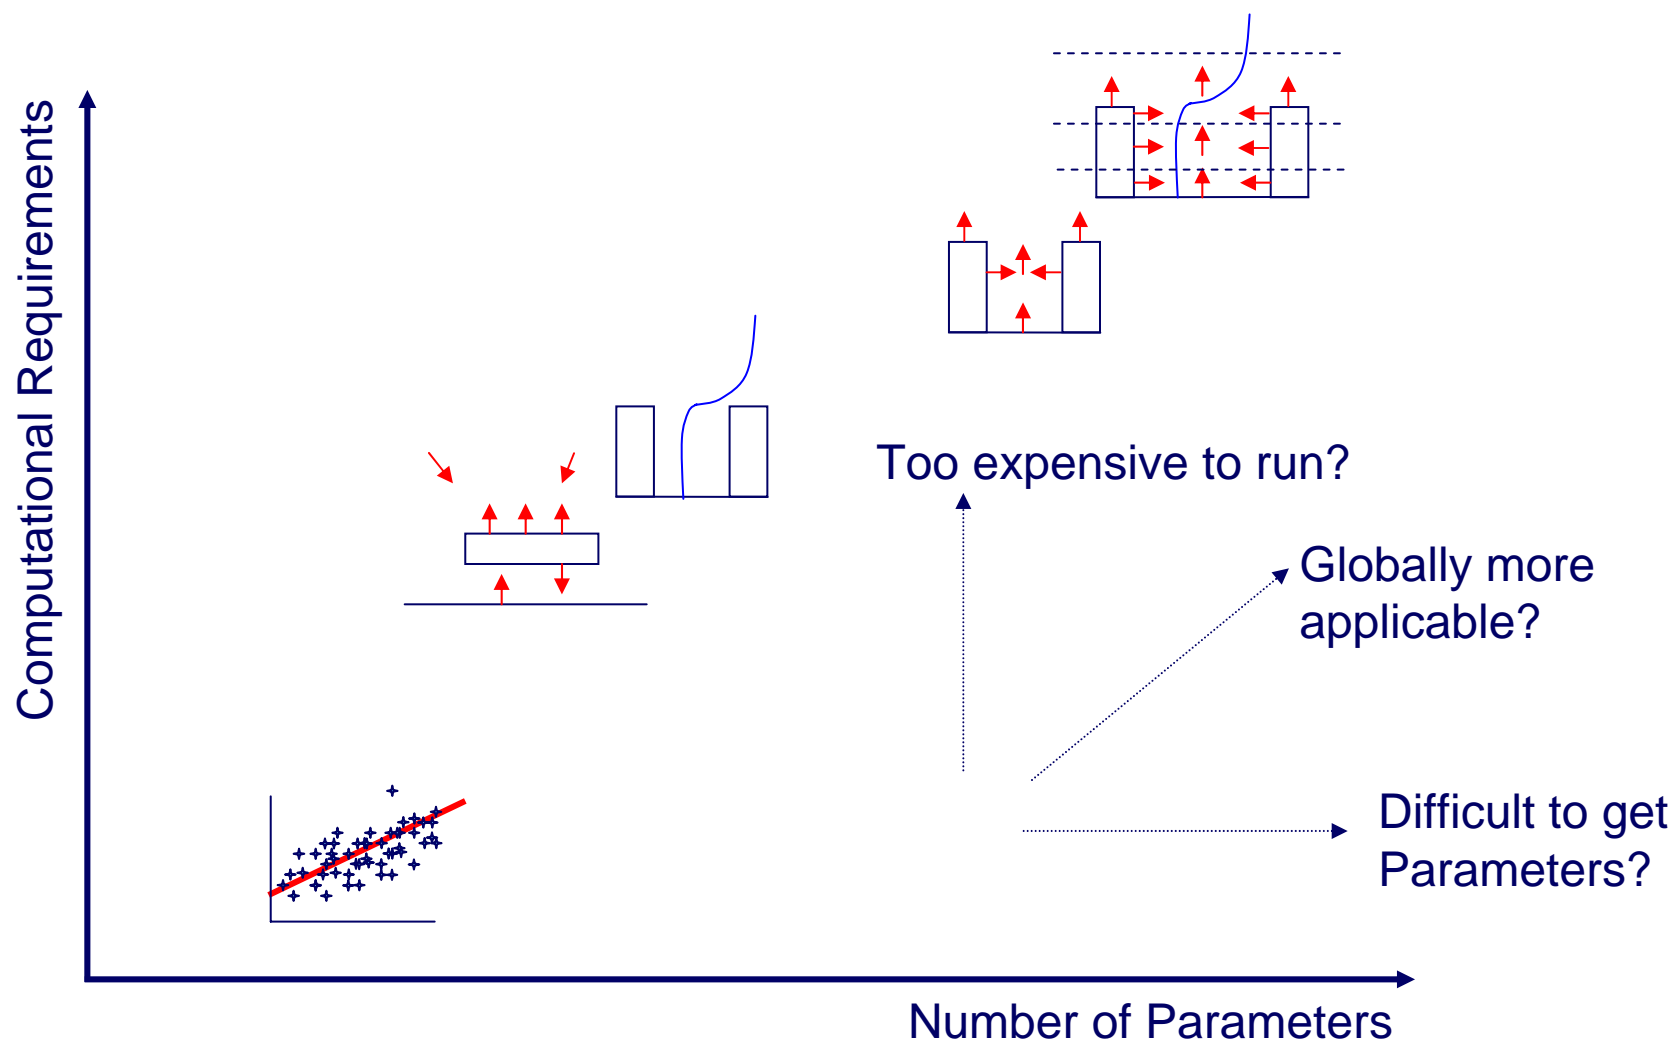 Computational Requirements
Too expensive to run?
Globally more
applicable?
Difficult to get
Parameters?
Number of Parameters